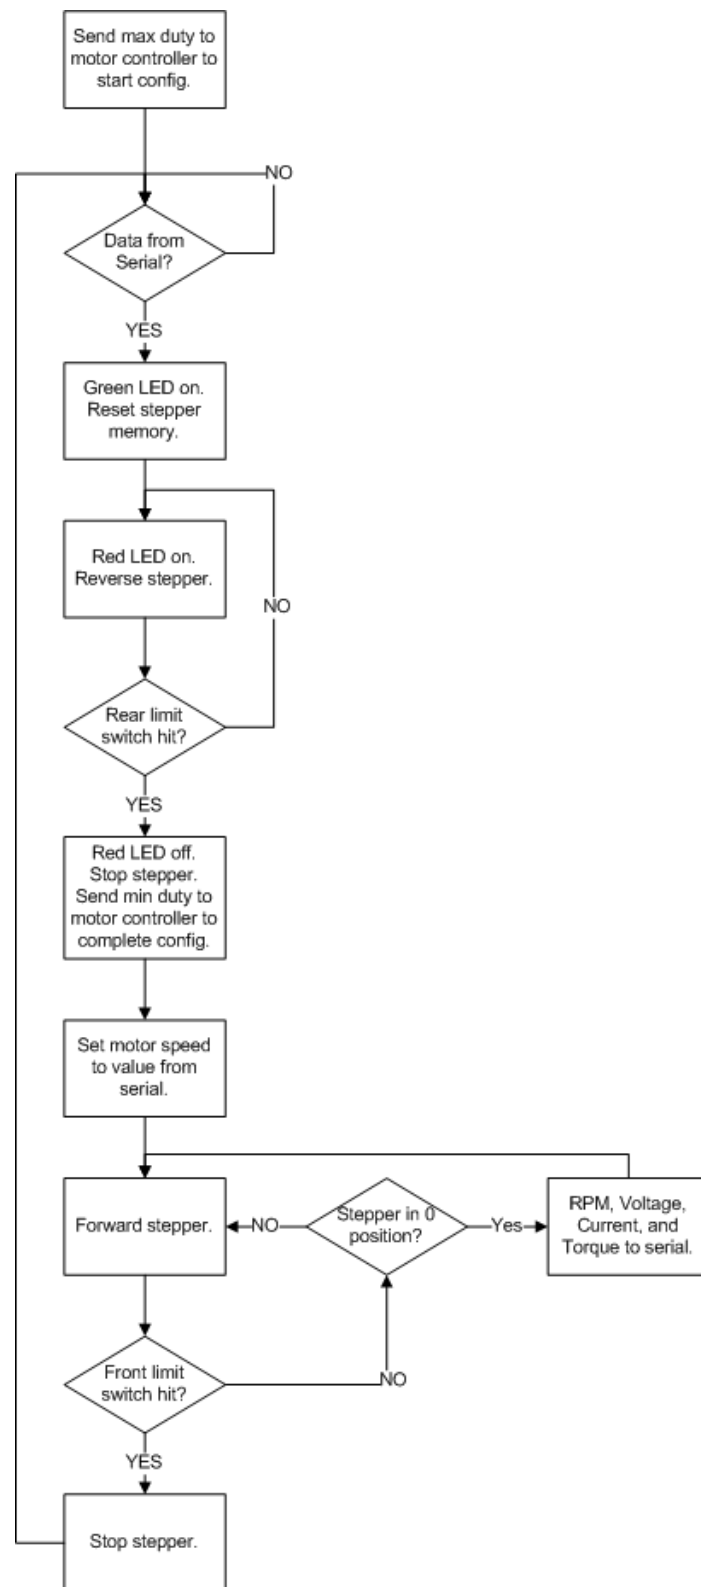 Send max duty to
motor controller to
start config.
NO
Data from
Serial?
YES
Green LED on.
Reset stepper
memory.
Red LED on.
Reverse stepper.
NO
Rear limit
switch hit?
YES
Red LED off.
Stop stepper.
Send min duty to
motor controller to
complete config.
Set motor speed
to value from
serial.
Forward stepper.
NO
Stepper in 0
position?
Yes
RPM, Voltage,
Current, and
Torque to serial.
Front limit
switch hit?
NO
YES
Stop stepper.